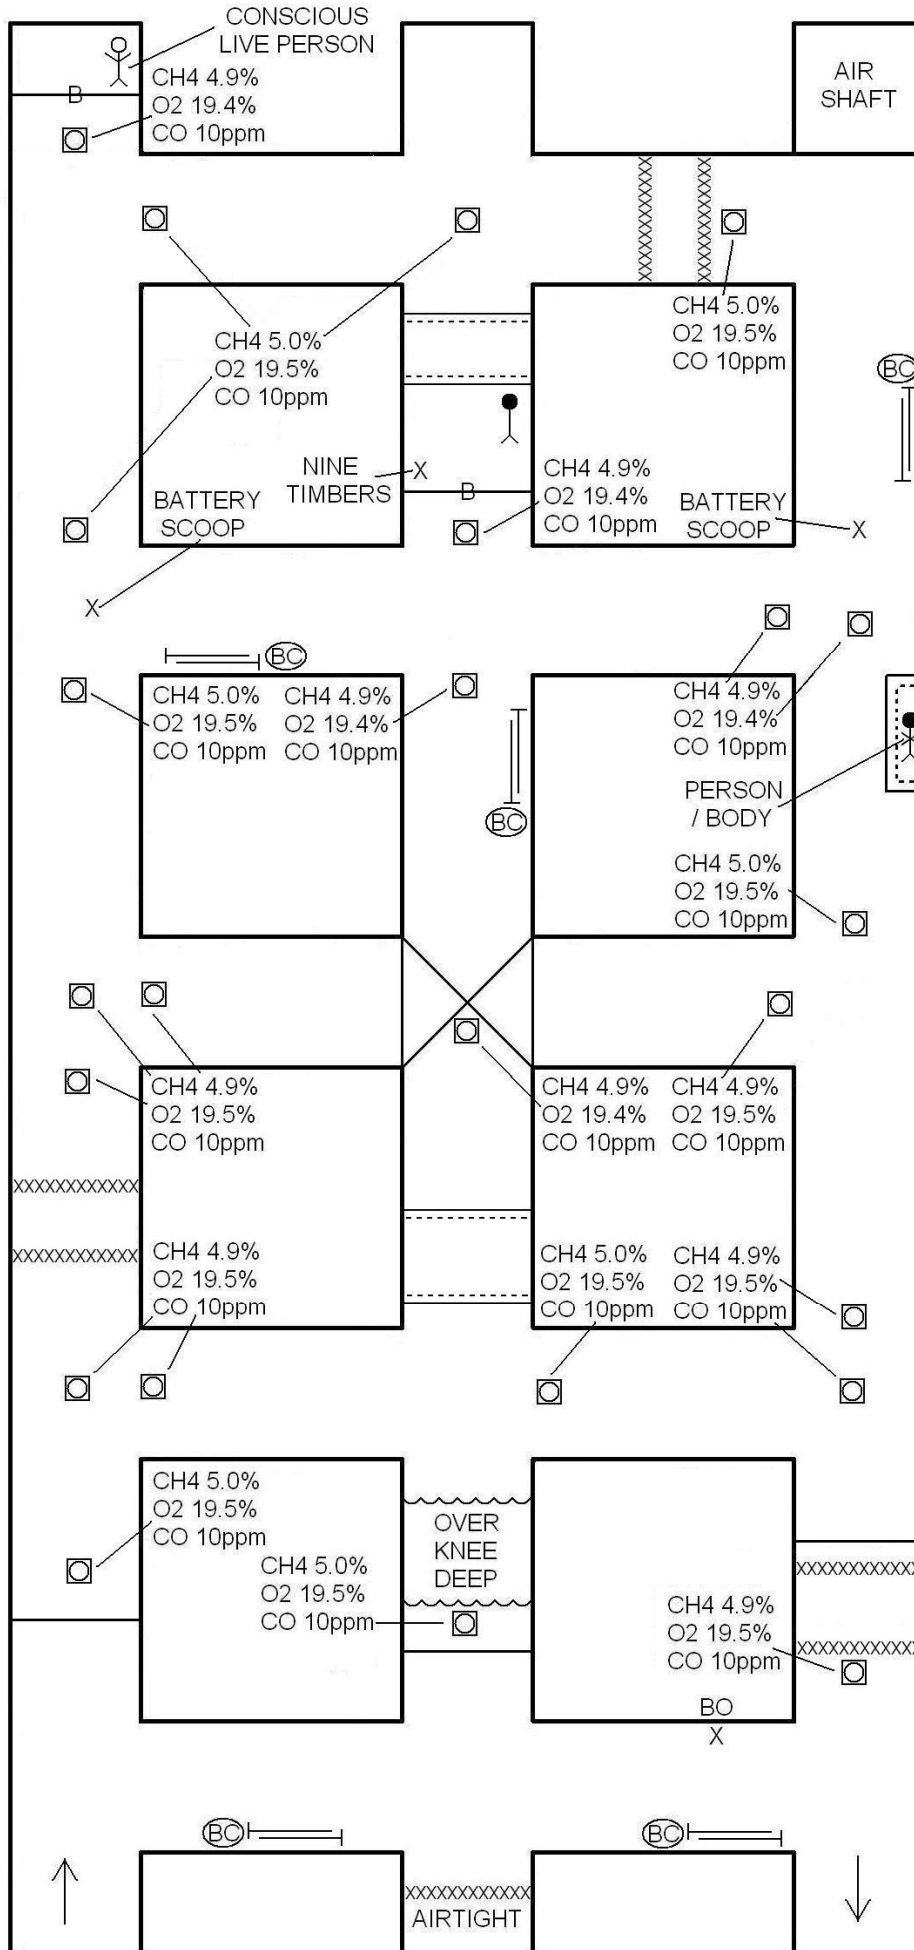 CONSCIOUS
LIVE PERSON
CH4 4.9%
O2 19.4%
CO 10ppm
B
AIR
SHAFT
XXXXXXXXXXXX
XXXXXXXXXXXX
CH4 5.0%
O2 19.5%
CO 10ppm
CH4 5.0%
O2 19.5%
CO 10ppm
BC
NINE
TIMBERS
X
BATTERY
SCOOP
X
B
CH4 4.9%
O2 19.4%
CO 10ppm
BATTERY
SCOOP
X
BC
CH4 5.0%
O2 19.5%
CO 10ppm
CH4 4.9%
O2 19.4%
CO 10ppm
BC
CH4 4.9%
O2 19.4%
CO 10ppm
PERSON
/ BODY
CH4 5.0%
O2 19.5%
CO 10ppm
CH4 4.9%
O2 19.5%
CO 10ppm
CH4 4.9%
O2 19.4%
CO 10ppm
CH4 4.9%
O2 19.5%
CO 10ppm
XXXXXXXXXXXX
XXXXXXXXXXXX
CH4 4.9%
O2 19.5%
CO 10ppm
CH4 5.0%
O2 19.5%
CO 10ppm
CH4 4.9%
O2 19.5%
CO 10ppm
CH4 5.0%
O2 19.5%
CO 10ppm
CH4 5.0%
O2 19.5%
CO 10ppm
OVER
KNEE
DEEP
XXXXXXXXXXXX
XXXXXXXXXXXX
CH4 4.9%
O2 19.5%
CO 10ppm
BO
X
BC
BC
XXXXXXXXXXXX
AIRTIGHT